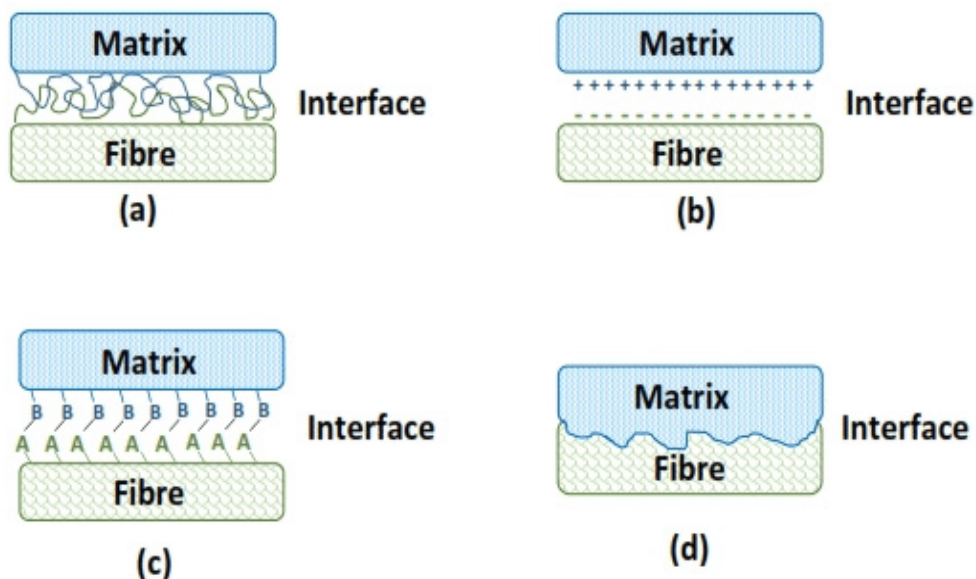 Matrix
Interface
Fibre
(a)
Matrix
+ + + + + + + + + + + + + + +
Interface
- - - - - - - - - - - - - -
Fibre
(b)
Matrix
B B B B B B B B B
Interface
A A A A A A A A A
Fibre
(c)
Matrix
Interface
Fibre
(d)